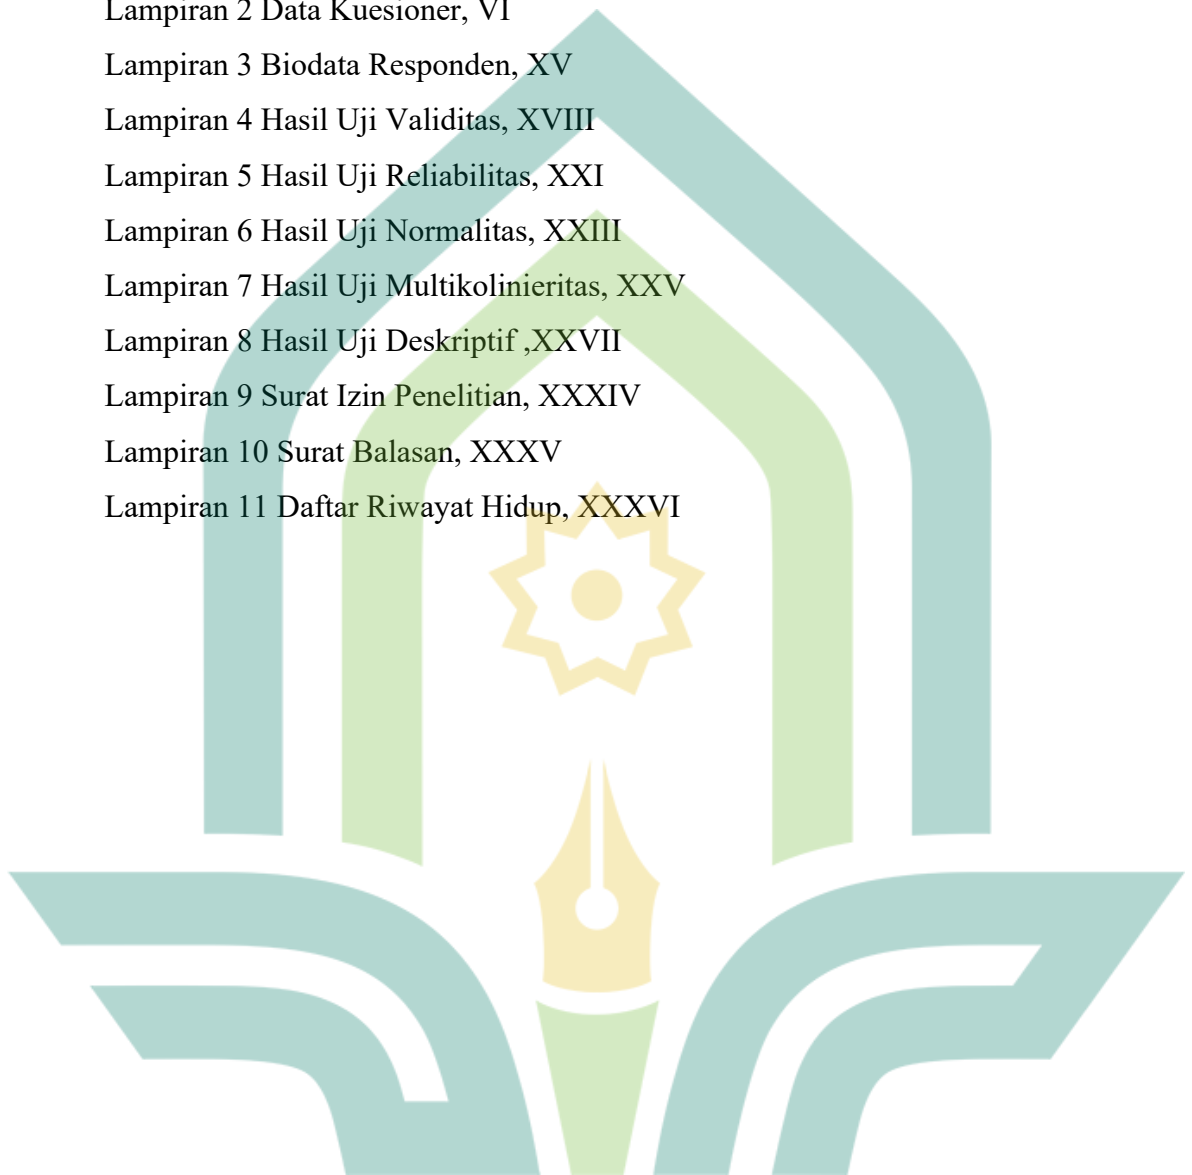 Lampiran 2 Data Kuesioner, VI
Lampiran 3 Biodata Responden, XV
Lampiran 4 Hasil Uji Validitas, XVIII
Lampiran 5 Hasil Uji Reliabilitas, XXI
Lampiran 6 Hasil Uji Normalitas, XXIII
Lampiran 7 Hasil Uji Multikolinieritas, XXV
Lampiran 8 Hasil Uji Deskriptif ,XXVII
Lampiran 9 Surat Izin Penelitian, XXXIV
Lampiran 10 Surat Balasan, XXXV
Lampiran 11 Daftar Riwayat Hidup, XXXVI